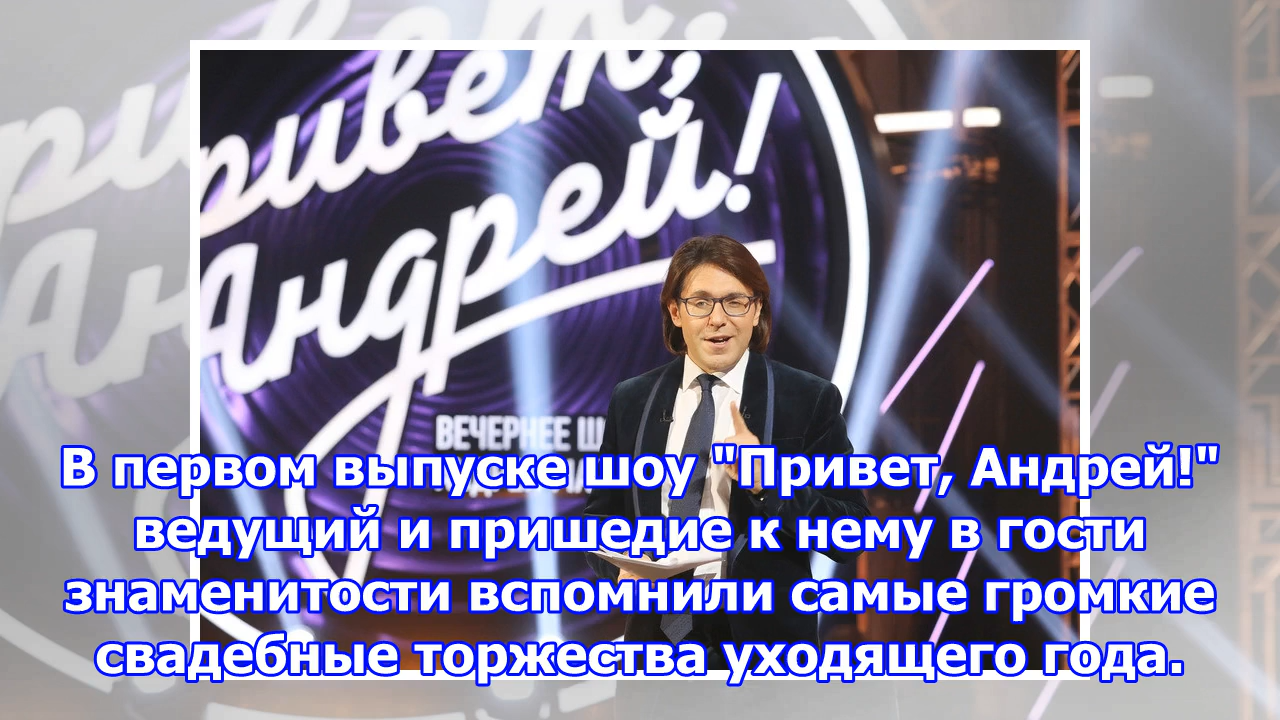 Привет,
Андрей!
ВЕЧЕРНЕЕ Ш
В первом выпуске шоу "Привет, Андрей!"
ведущий и пришедие к нему в гости
знаменитости вспомнили самые громкие
свадебные торжества уходящего года.